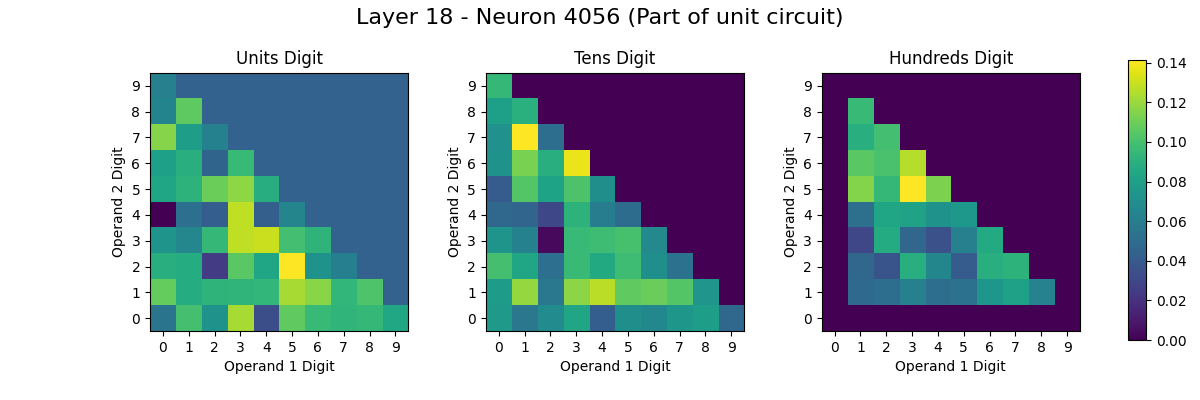 Layer 18 - Neuron 4056 (Part of unit circuit)
Units Digit
Tens Digit
Hundreds Digit
9
8
7
6
5
4
3
2
1
0
Operand 2 Digit
0 1 2 3 4 5 6 7 8 9
Operand 1 Digit
9
8
7
6
5
4
3
2
1
0
Operand 2 Digit
0 1 2 3 4 5 6 7 8 9
Operand 1 Digit
9
8
7
6
5
4
3
2
1
0
Operand 2 Digit
0 1 2 3 4 5 6 7 8 9
Operand 1 Digit
0.14
0.12
0.10
0.08
0.06
0.04
0.02
0.00